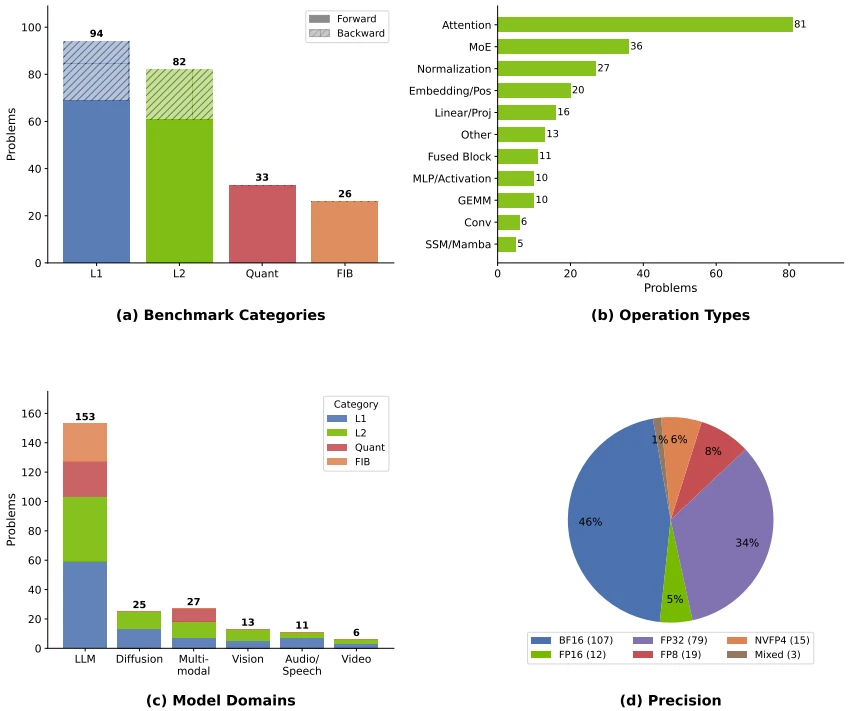 Forward
Backward
94
82
33
26
100
80
60
40
20
0
Problems
L1
L2
Quant
FIB
(a) Benchmark Categories
Attention
MoE
Normalization
Embedding/Pos
Linear/Proj
Other
Fused Block
MLP/Activation
GEMM
Conv
SSM/Mamba
81
36
27
20
16
13
11
10
10
6
5
0
20
40
60
80
Problems
(b) Operation Types
Category
L1
L2
Quant
FIB
153
25
27
13
11
6
160
140
120
100
80
60
40
20
0
Problems
LLM
Diffusion
Multi-
modal
Vision
Audio/
Speech
Video
(c) Model Domains
1%
6%
8%
46%
34%
5%
BF16 (107)
FP16 (12)
FP32 (79)
FP8 (19)
NVFP4 (15)
Mixed (3)
(d) Precision